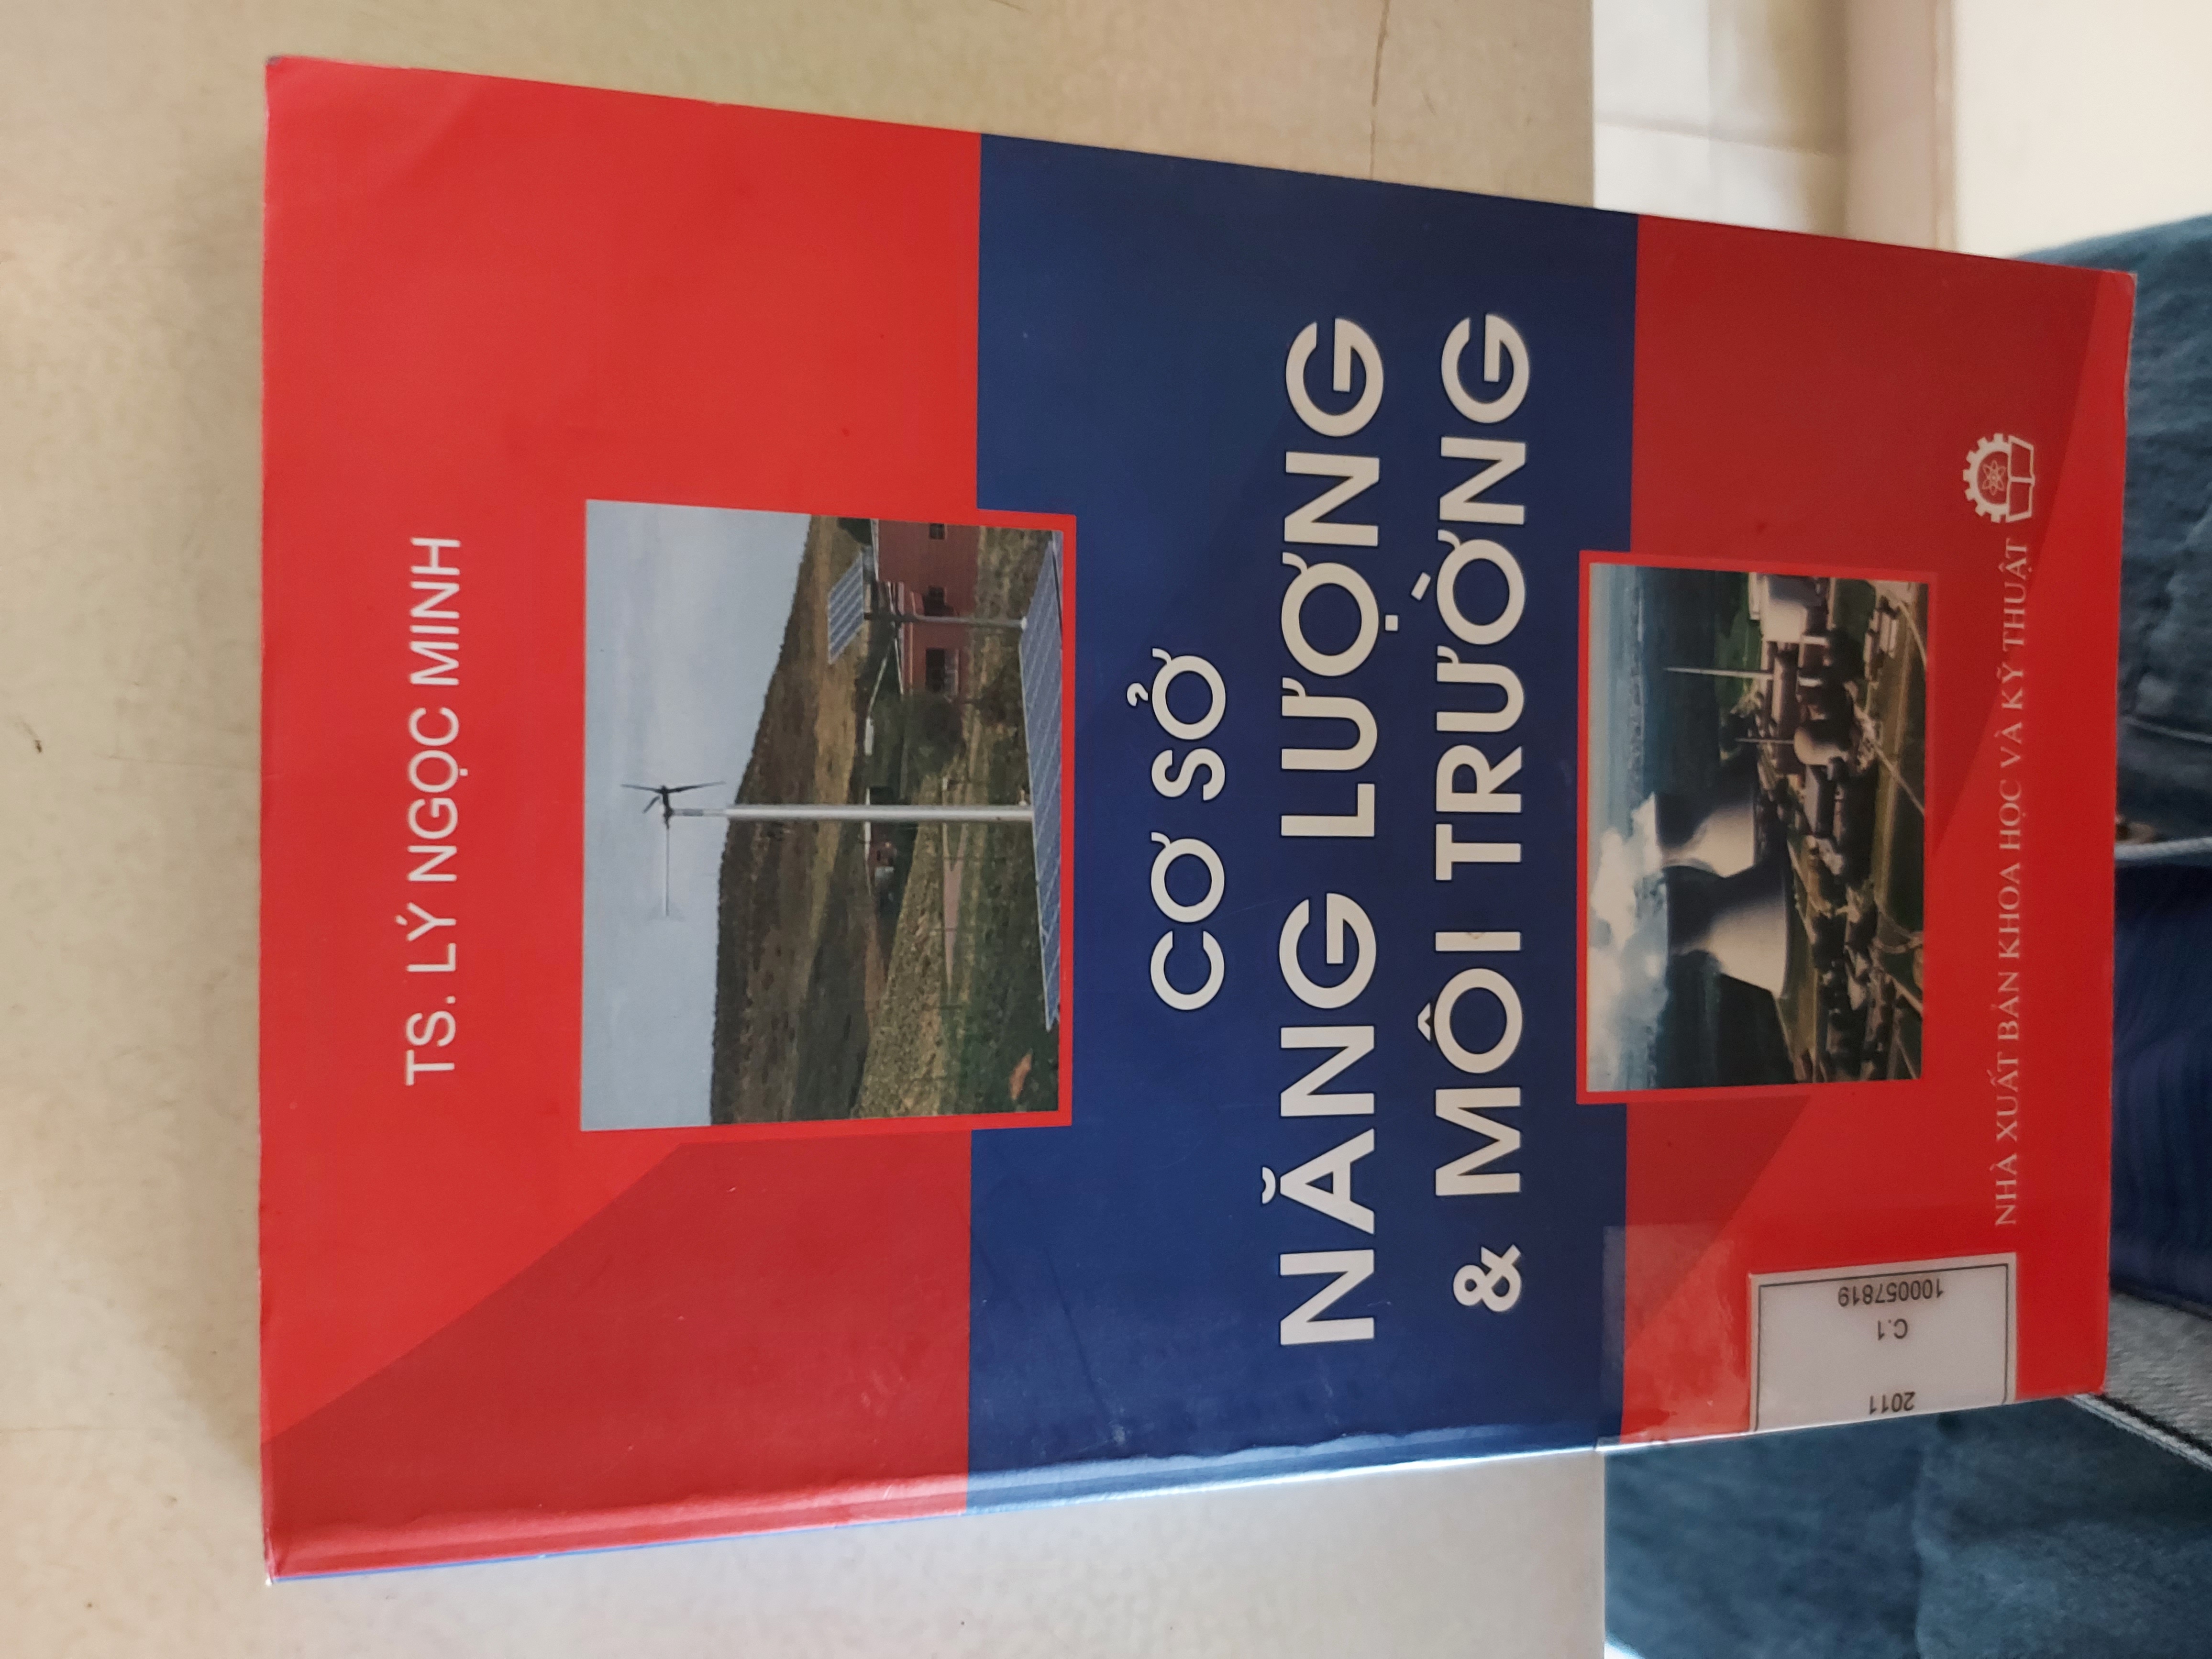 TS. LÝ NGỌC MINH
CƠ SỞ
NĂNG LƯỢNG
& MÔI TRƯỜNG
2011
C.1
100057819
NHÀ XUẤT BẢN KHOA HỌC VÀ KỸ THUẬT